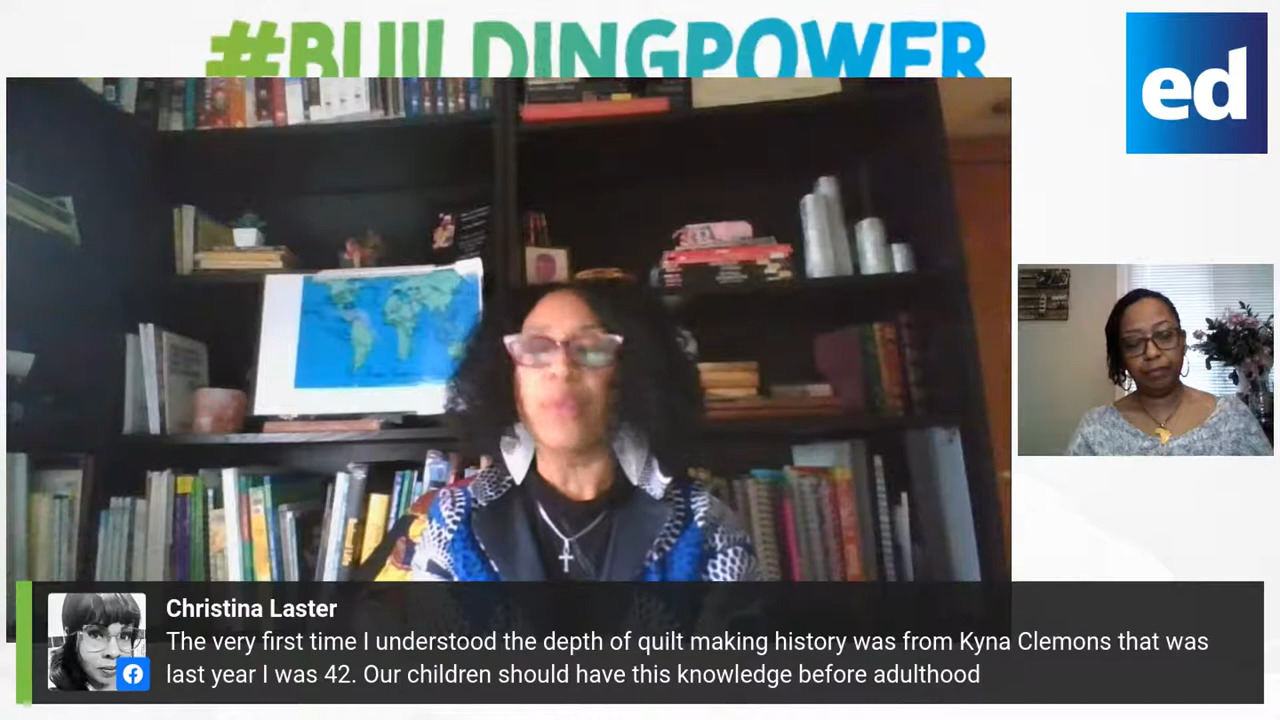 #BUILDINGPOWER
ed
Christina Laster
The very first time I understood the depth of quilt making history was from Kyna Clemons that was
last year I was 42. Our children should have this knowledge before adulthood